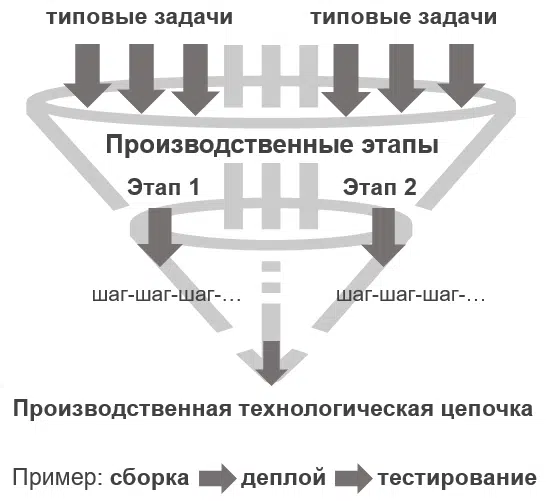 типовые задачи типовые задачи
Производственные этапы
Этап 1 Этап 2
шаг-шаг-шаг-… шаг-шаг-шаг-…
Производственная технологическая цепочка
Пример: сборка деплой тестирование